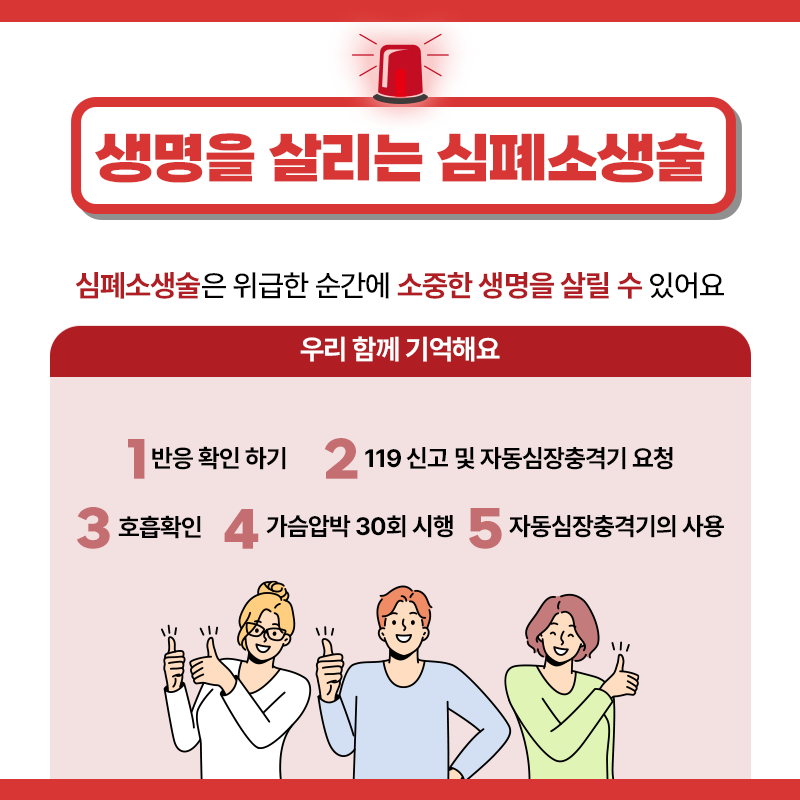 생명을 살리는 심폐소생술
심폐소생술은 위급한 순간에 소중한 생명을 살릴 수 있어요
우리 함께 기억해요
1 반응 확인 하기 2 119 신고 및 자동심장충격기 요청
3 호흡확인 4 가슴압박 30회 시행 5 자동심장충격기의 사용